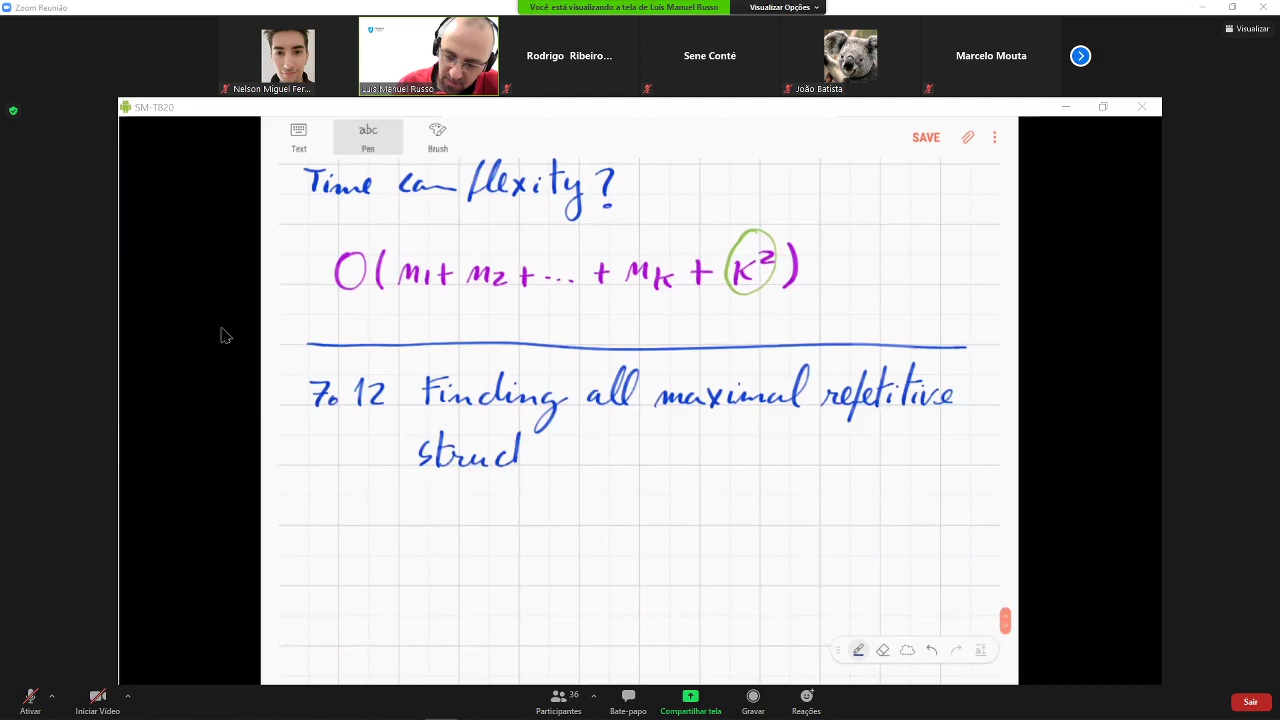 Zoom Reunião
Você está visualizando a tela de Luís Manuel Russo
Visualizar Opções
Visualizar
Nelson Miguel Fer...
Luís Manuel Russo
Rodrigo Ribeiro...
Sene Conté
João Batista
Marcelo Mouta
SM-T820
Text
abc
Pen
Brush
SAVE
Time complexity?
O(m1 + m2 + ... + mK + K²)
7.12 Finding all maximal repetitive
struc
Ativar
Iniciar Vídeo
36
Participantes
Bate-papo
Compartilhar tela
Gravar
Reações
Sair